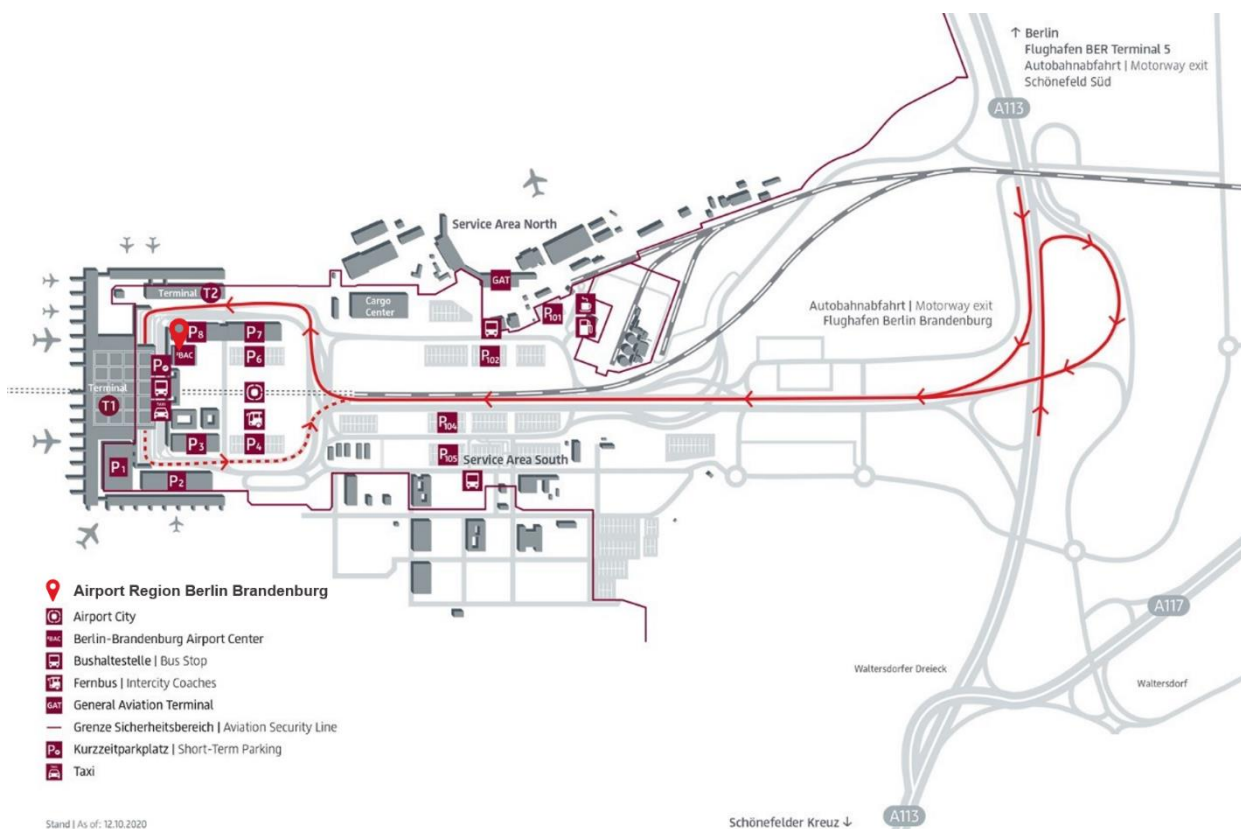 ↑ Berlin
Flughafen BER Terminal 5
Autobahnabfahrt | Motorway exit
Schönefeld Süd
A113
Service Area North
GAT
Terminal T2
Cargo
Center
P101
Autobahnabfahrt | Motorway exit
Flughafen Berlin Brandenburg
P8
P7
BAC
P6
P102
P
Terminal
T1
TAXI
P104
P3
P4
P105
Service Area South
P1
P2
Airport Region Berlin Brandenburg
Airport City
BAC
Berlin-Brandenburg Airport Center
Bushaltestelle | Bus Stop
Fernbus | Intercity Coaches
GAT
General Aviation Terminal
Grenze Sicherheitsbereich | Aviation Security Line
P
Kurzzeitparkplatz | Short-Term Parking
Taxi
A117
Waltersdorfer Dreieck
Waltersdorf
Stand | As of: 12.10.2020
Schönefelder Kreuz ↓
A113